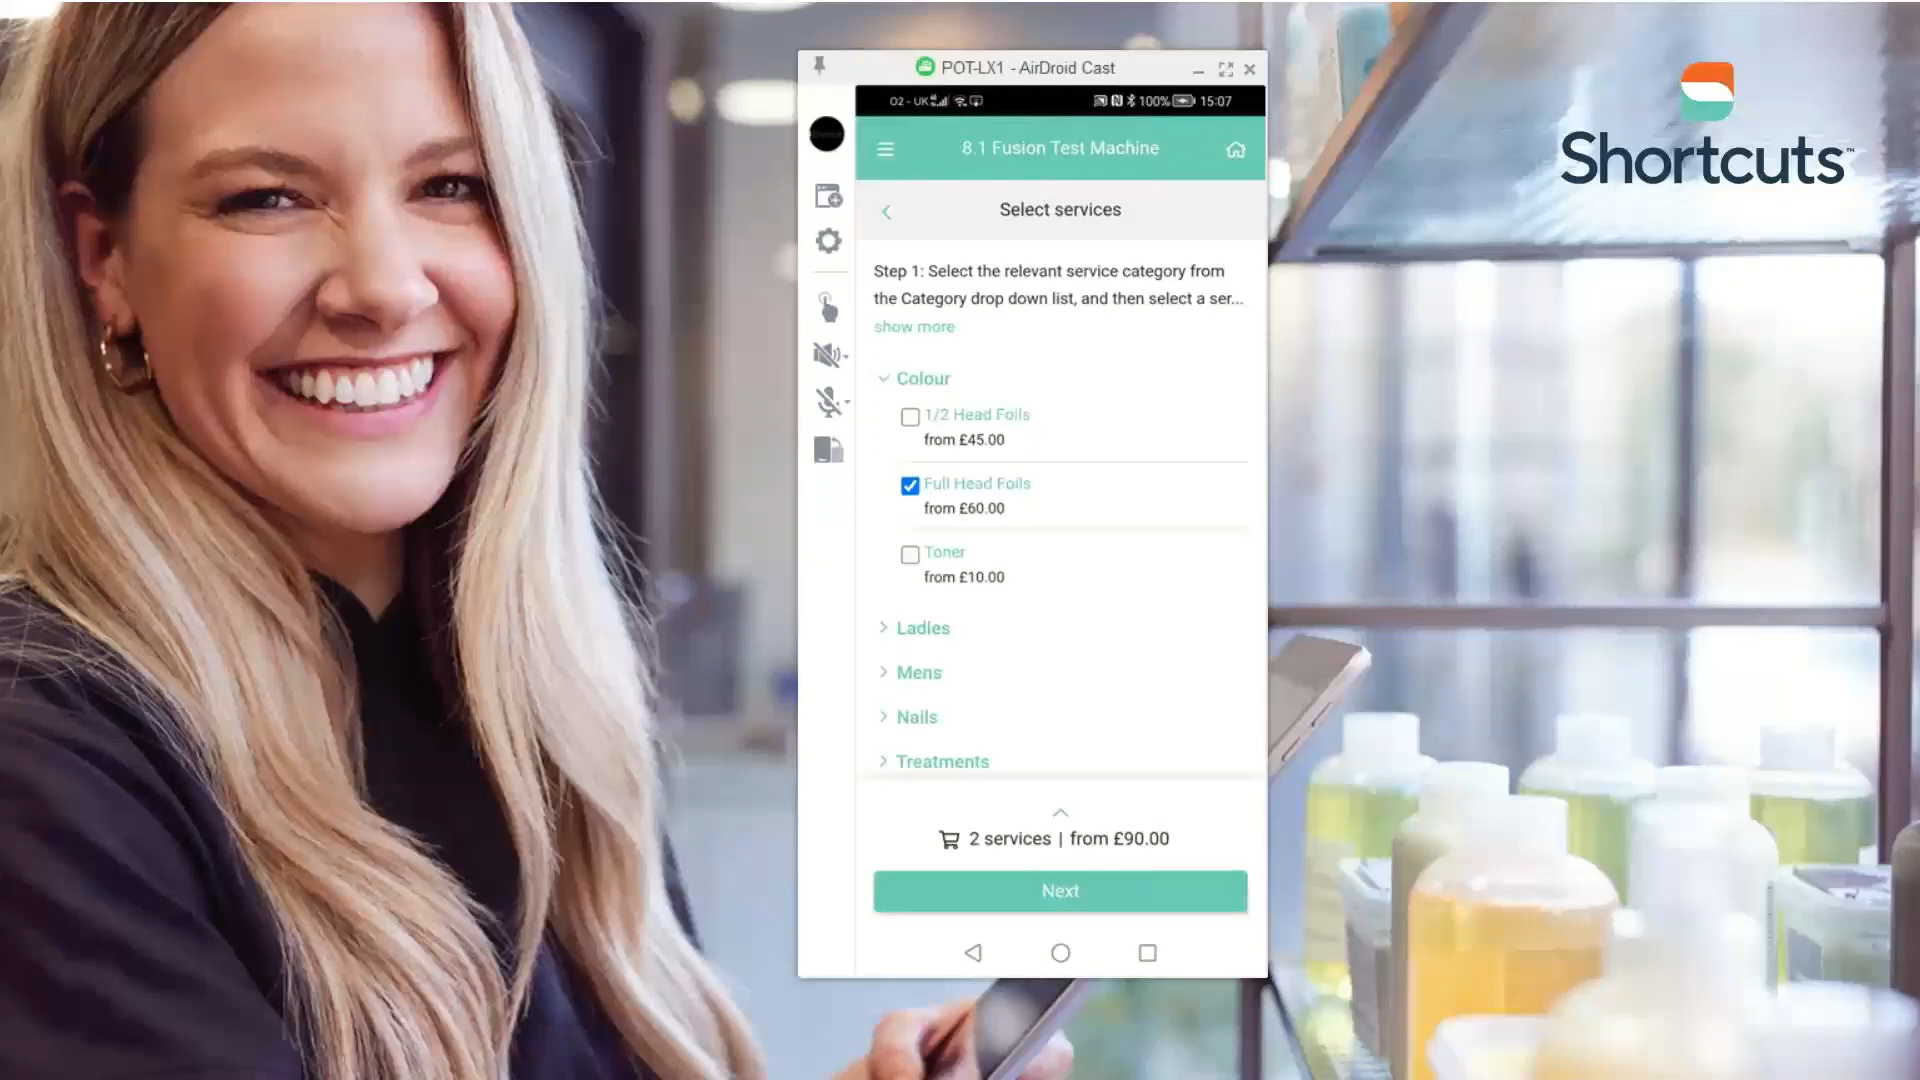 POT-LX1 - AirDroid Cast
O2 - UK
100%
15:07
8.1 Fusion Test Machine
Select services
Step 1: Select the relevant service category from
the Category drop down list, and then select a ser...
show more
Colour
1/2 Head Foils
from £45.00
Full Head Foils
from £60.00
Toner
from £10.00
Ladies
Mens
Nails
Treatments
2 services | from £90.00
Next
Shortcuts™